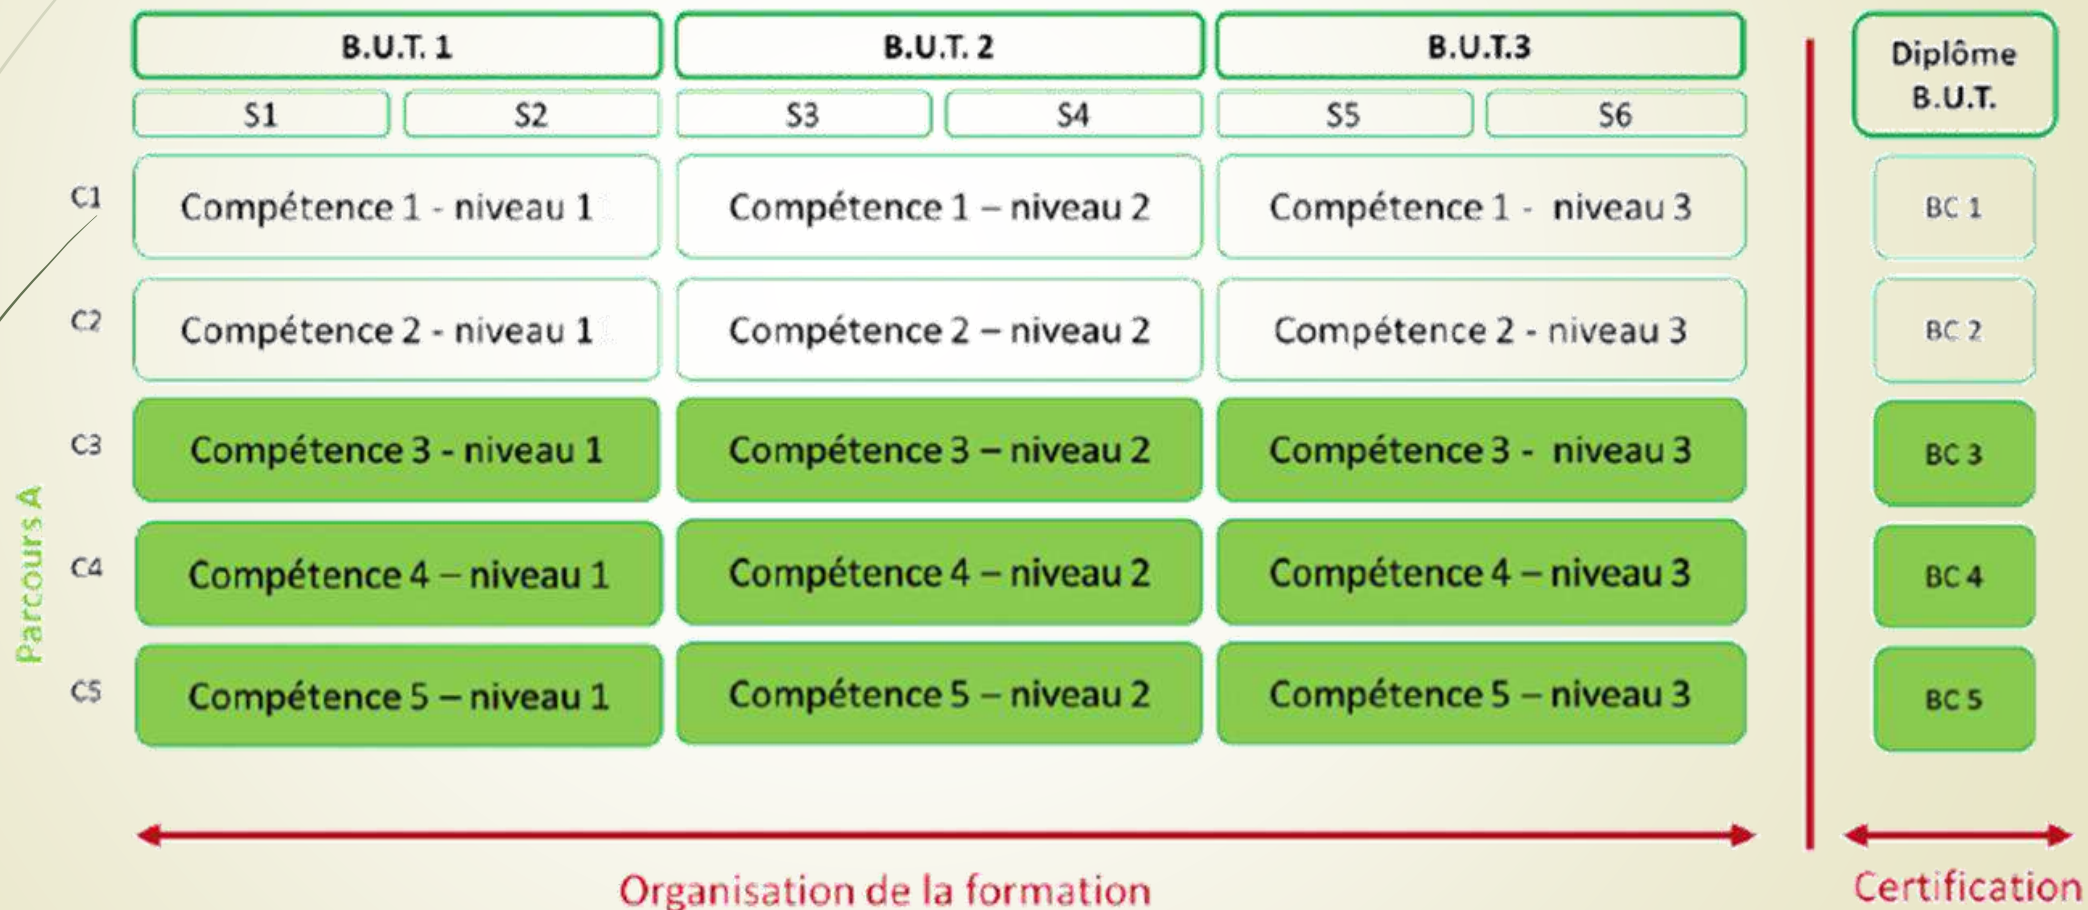 B.U.T. 1
B.U.T. 2
B.U.T.3
Diplôme
B.U.T.
S1
S2
S3
S4
S5
S6
C1
Compétence 1 - niveau 1
Compétence 1 – niveau 2
Compétence 1 - niveau 3
BC 1
C2
Compétence 2 - niveau 1
Compétence 2 – niveau 2
Compétence 2 - niveau 3
BC 2
C3
Compétence 3 - niveau 1
Compétence 3 – niveau 2
Compétence 3 - niveau 3
BC 3
Parcours A
C4
Compétence 4 – niveau 1
Compétence 4 – niveau 2
Compétence 4 – niveau 3
BC 4
C5
Compétence 5 – niveau 1
Compétence 5 – niveau 2
Compétence 5 – niveau 3
BC 5
Organisation de la formation
Certification